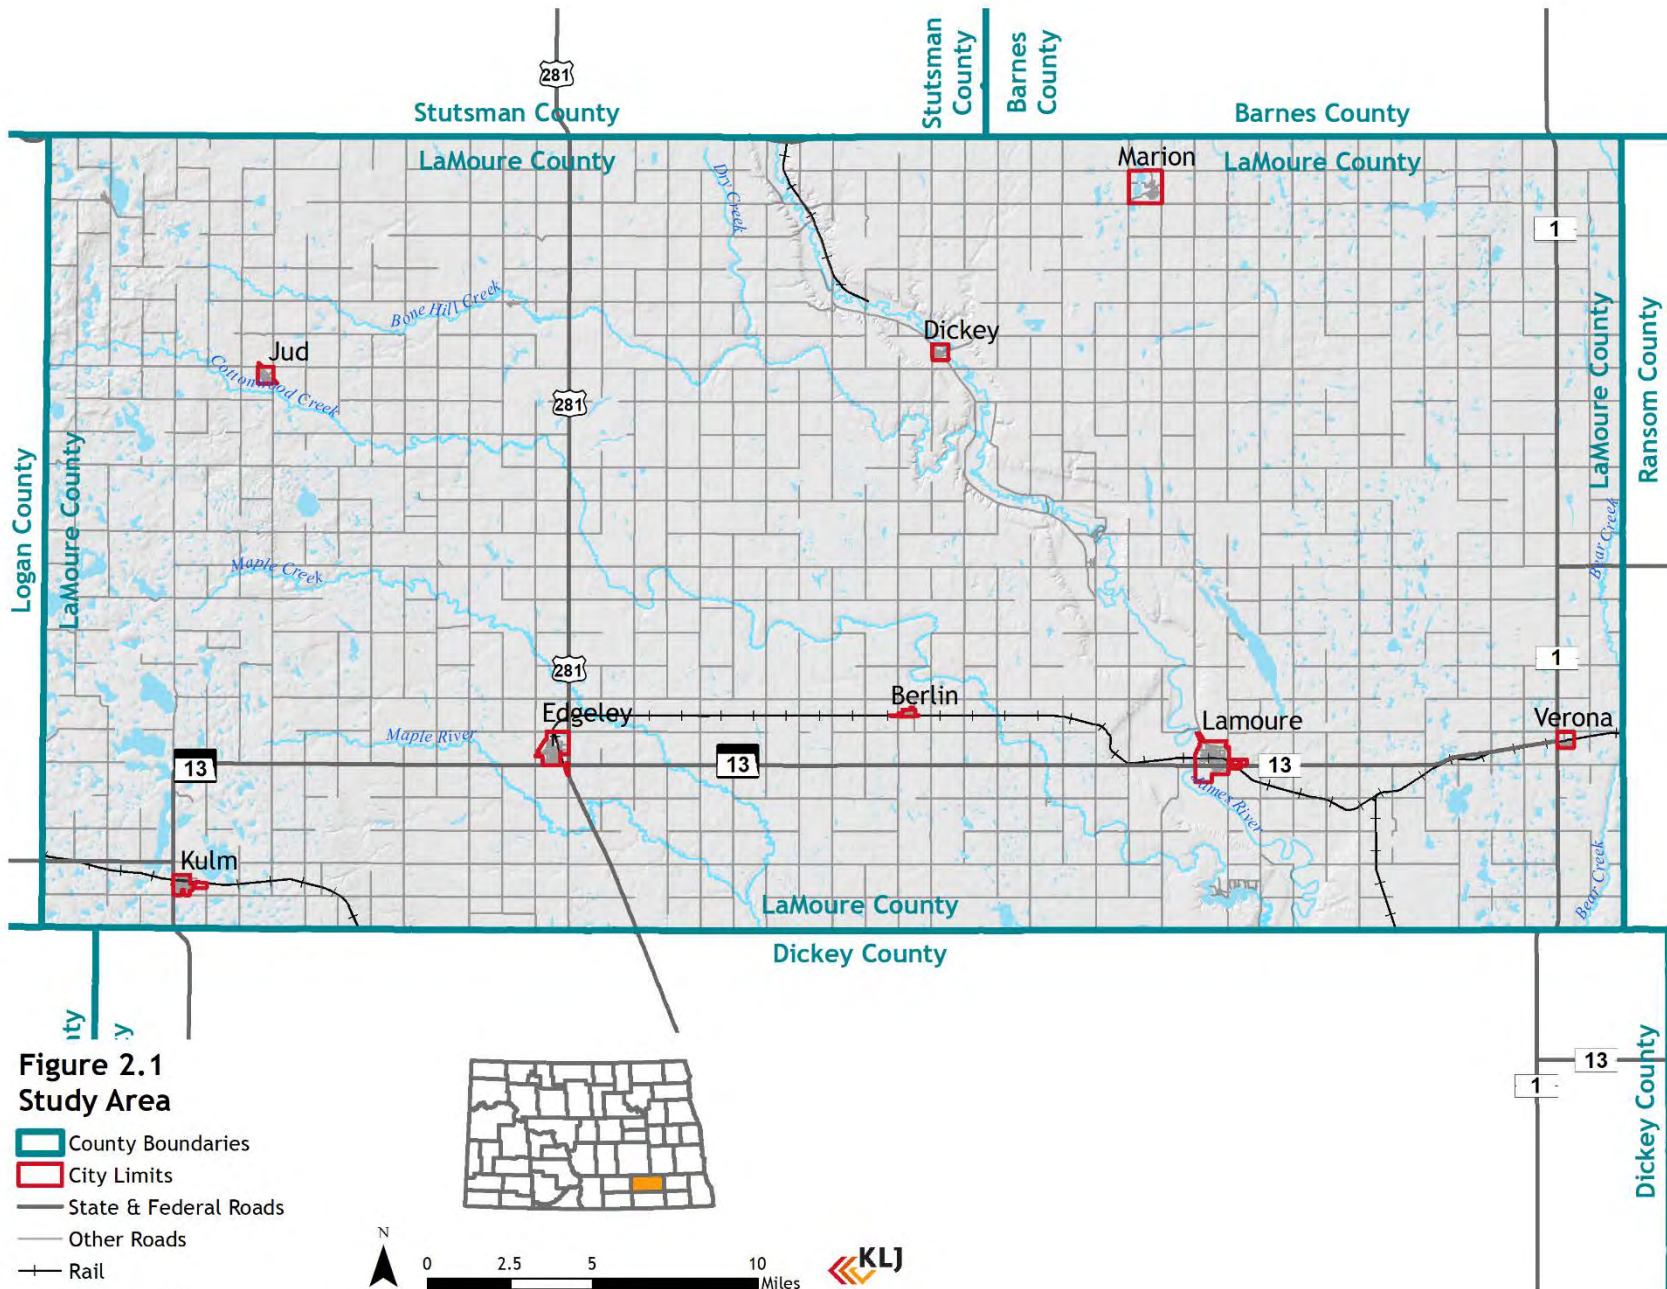 281
Stutsman County
Stutsman
County
Barnes
County
Barnes County
LaMoure County
Marion
LaMoure County
Dry Creek
1
Bone Hill Creek
Dickey
Jud
Cottonwood Creek
281
LaMoure County
Ransom County
Logan County
LaMoure County
Bear Creek
Maple Creek
281
1
Berlin
Edgeley
Lamoure
Verona
Maple River
13
13
13
James River
Kulm
Bear Creek
LaMoure County
Dickey County
nty
y
Figure 2.1
Study Area
County Boundaries
City Limits
State & Federal Roads
Other Roads
Rail
N
0 2.5 5 10
Miles
KLJ
13
1
Dickey County